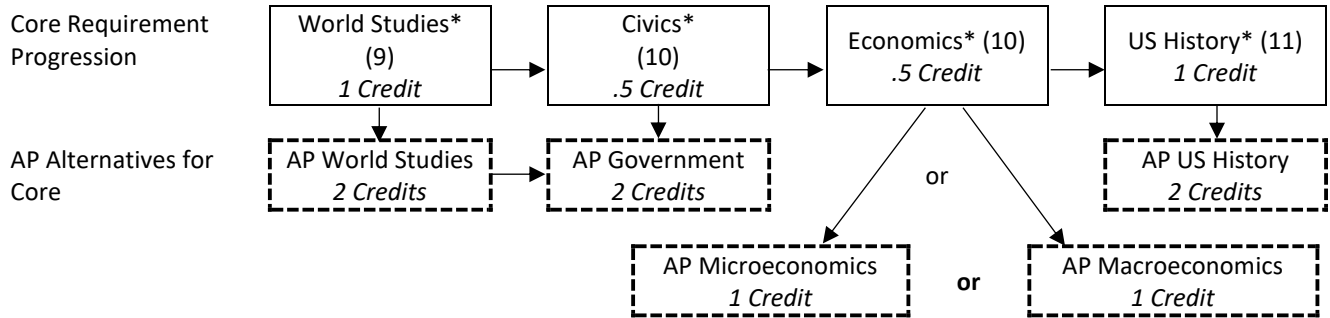 Core Requirement
Progression
World Studies*
(9)
1 Credit
Civics*
(10)
.5 Credit
Economics* (10)
.5 Credit
US History* (11)
1 Credit
AP Alternatives for
Core
AP World Studies
2 Credits
AP Government
2 Credits
or
AP US History
2 Credits
AP Microeconomics
1 Credit
or
AP Macroeconomics
1 Credit